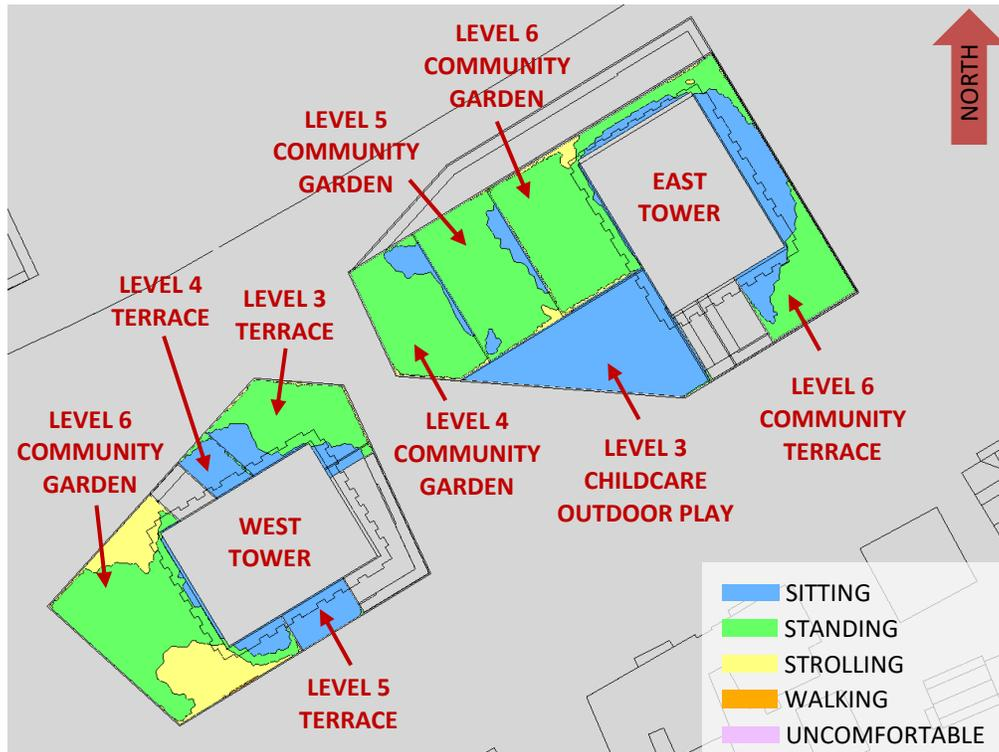 LEVEL 6
COMMUNITY
GARDEN
NORTH
LEVEL 5
COMMUNITY
GARDEN
EAST
TOWER
LEVEL 4
TERRACE
LEVEL 3
TERRACE
LEVEL 6
COMMUNITY
GARDEN
LEVEL 4
COMMUNITY
GARDEN
LEVEL 3
CHILDCARE
OUTDOOR PLAY
LEVEL 6
COMMUNITY
TERRACE
WEST
TOWER
LEVEL 5
TERRACE
SITTING
STANDING
STROLLING
WALKING
UNCOMFORTABLE